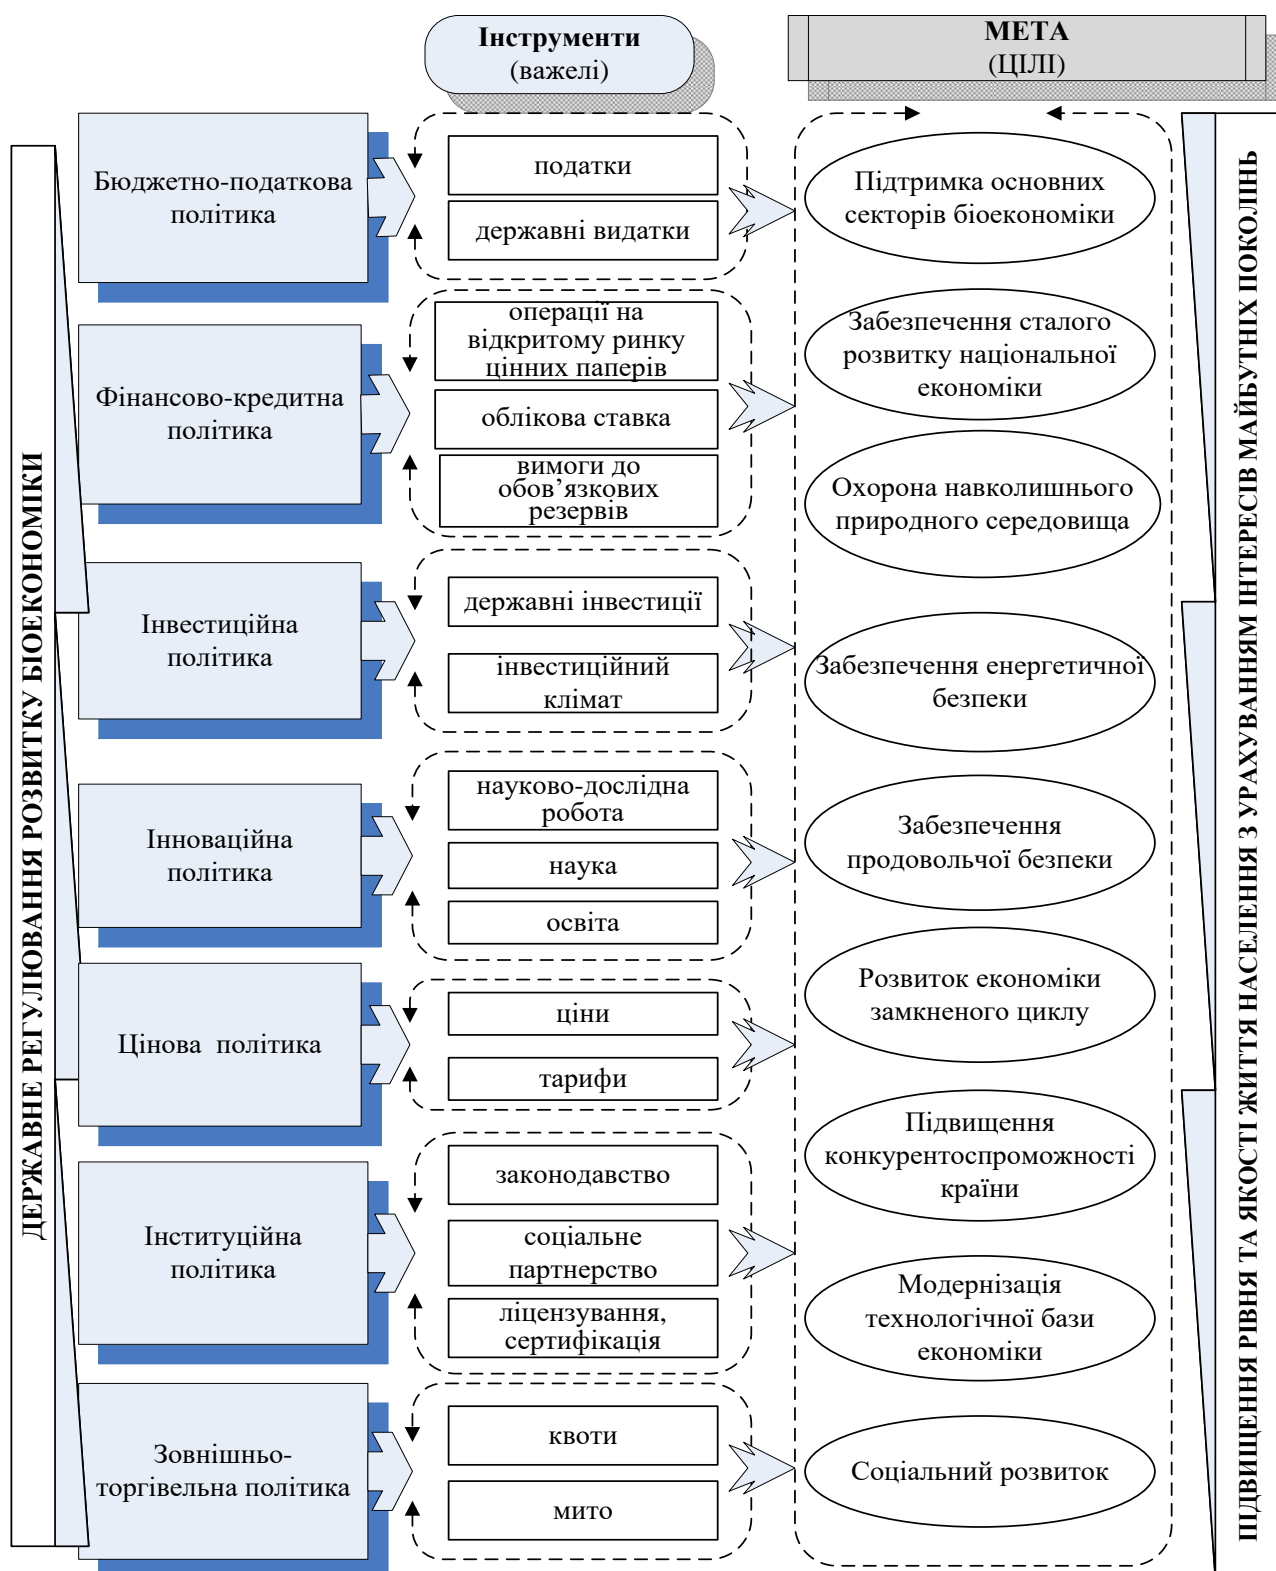 Інструменти
(важелі)
МЕТА
(ЦІЛІ)
ДЕРЖАВНЕ РЕГУЛЮВАННЯ РОЗВИТКУ БІОЕКОНОМІКИ
Бюджетно-податкова
політика
податки
державні видатки
Фінансово-кредитна
політика
операції на
відкритому ринку
цінних паперів
облікова ставка
вимоги до
обов’язкових
резервів
Інвестиційна
політика
державні інвестиції
інвестиційний
клімат
Інноваційна
політика
науково-дослідна
робота
наука
освіта
Цінова  політика
ціни
тарифи
Інституційна
політика
законодавство
соціальне
партнерство
ліцензування,
сертифікація
Зовнішньо-
торгівельна політика
квоти
мито
Підтримка основних
секторів біоекономіки
Забезпечення сталого
розвитку національної
економіки
Охорона навколишнього
природного середовища
Забезпечення енергетичної
безпеки
Забезпечення
продовольчої безпеки
Розвиток економіки
замкненого циклу
Підвищення
конкурентоспроможності
країни
Модернізація
технологічної бази
економіки
Соціальний розвиток
ПІДВИЩЕННЯ РІВНЯ ТА ЯКОСТІ ЖИТТЯ НАСЕЛЕННЯ З УРАХУВАННЯМ ІНТЕРЕСІВ МАЙБУТНІХ ПОКОЛІНЬ